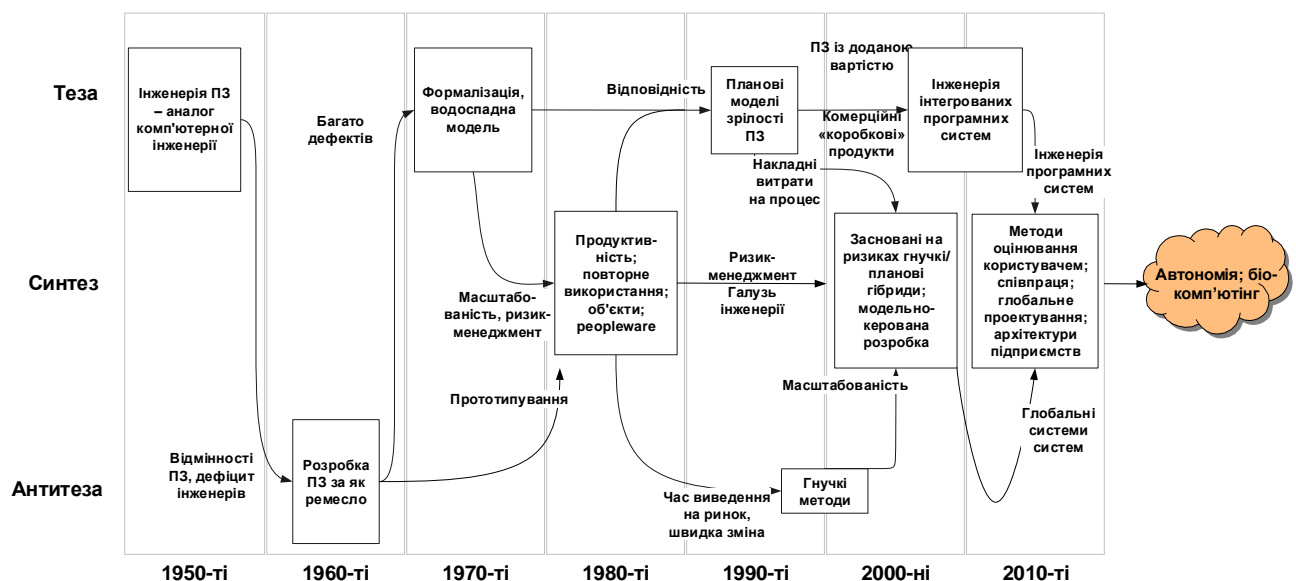 Теза
Синтез
Антитеза
Інженерія ПЗ
– аналог
комп'ютерної
інженерії
Відмінності
ПЗ, дефіцит
інженерів
Розробка
ПЗ за як
ремесло
Багато
дефектів
Формалізація,
водоспадна
модель
Масштабо-
ваність, ризик-
менеджмент
Прототипування
Продуктив-
ність;
повторне
використання;
об'єкти;
peopleware
Відповідність
Планові
моделі
зрілості
ПЗ
Накладні
витрати
на процес
Ризик-
менеджмент
Галузь
інженерії
Час виведення
на ринок,
швидка зміна
Гнучкі
методи
ПЗ із доданою
вартістю
Комерційні
«коробкові»
продукти
Інженерія
інтегрованих
програмних
систем
Засновані на
ризиках гнучкі/
планові
гібриди;
модельно-
керована
розробка
Масштабованість
Інженерія
програмних
систем
Методи
оцінювання
користувачем;
співпраця;
глобальне
проектування;
архітектури
підприємств
Глобальні
системи
систем
Автономія; біо-
комп’ютінг
1950-ті
1960-ті
1970-ті
1980-ті
1990-ті
2000-ні
2010-ті